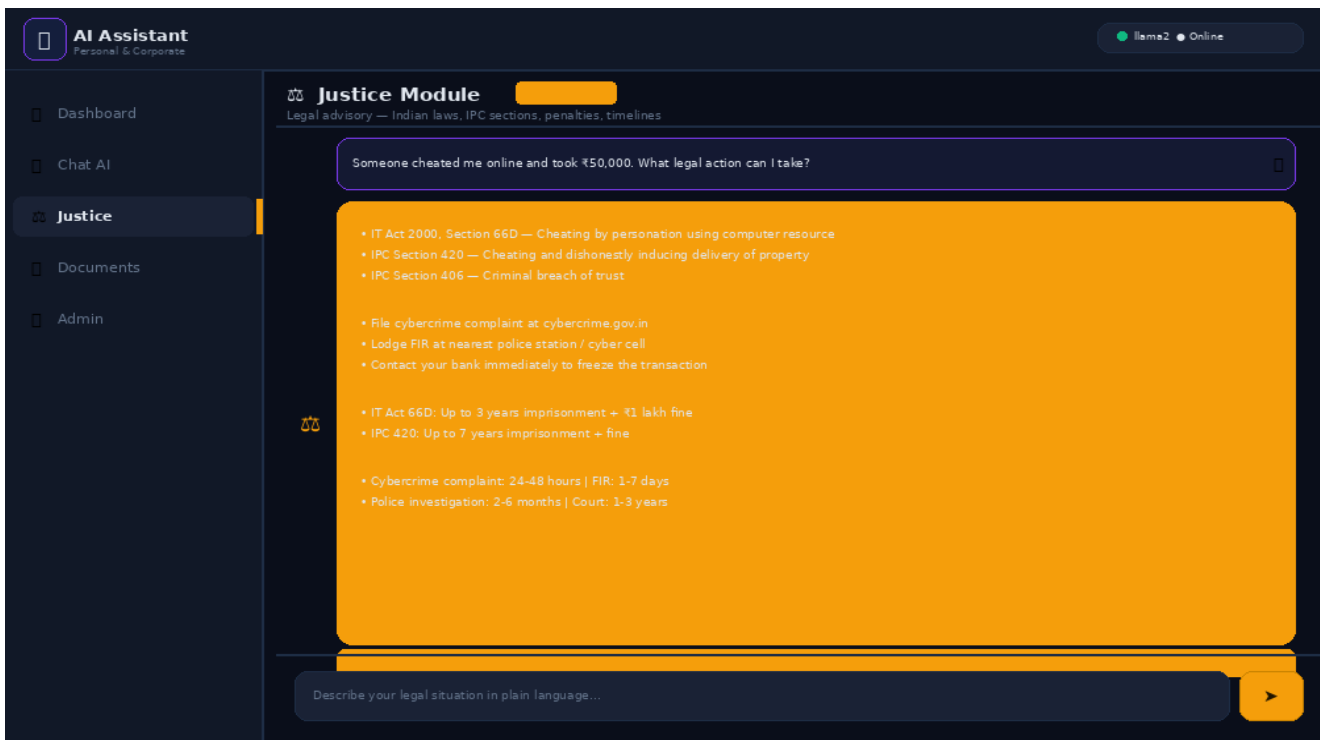 AI Assistant
Personal & Corporate
llama2 ● Online
Dashboard
Chat AI
Justice
Documents
Admin
⚖ Justice Module
Legal advisory — Indian laws, IPC sections, penalties, timelines
Someone cheated me online and took ₹50,000. What legal action can I take?
• IT Act 2000, Section 66D — Cheating by personation using computer resource
• IPC Section 420 — Cheating and dishonestly inducing delivery of property
• IPC Section 406 — Criminal breach of trust
• File cybercrime complaint at cybercrime.gov.in
• Lodge FIR at nearest police station / cyber cell
• Contact your bank immediately to freeze the transaction
• IT Act 66D: Up to 3 years imprisonment + ₹1 lakh fine
• IPC 420: Up to 7 years imprisonment + fine
• Cybercrime complaint: 24-48 hours | FIR: 1-7 days
• Police investigation: 2-6 months | Court: 1-3 years
Describe your legal situation in plain language...